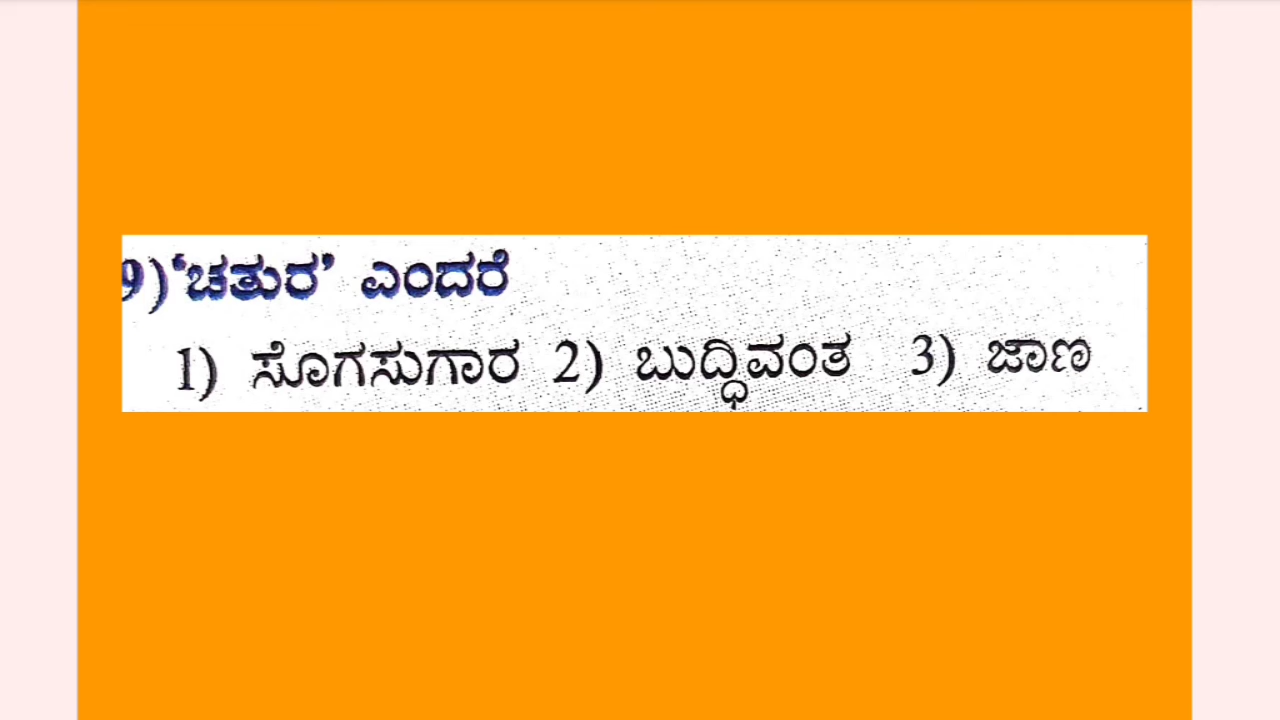 9) ‘ಚತುರ’ ಎಂದರೆ
1) ಸೊಗಸುಗಾರ 2) ಬುದ್ಧಿವಂತ 3) ಜಾಣ